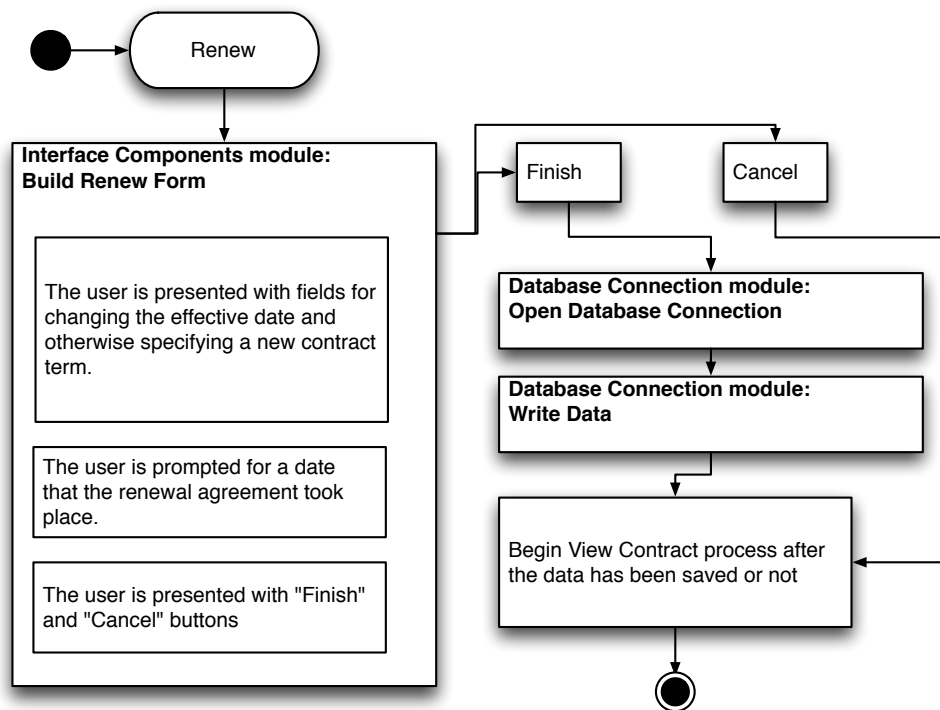 Renew
Interface Components module:
Build Renew Form
The user is presented with fields for
changing the effective date and
otherwise specifying a new contract
term.
The user is prompted for a date
that the renewal agreement took
place.
The user is presented with "Finish"
and "Cancel" buttons
Finish
Cancel
Database Connection module:
Open Database Connection
Database Connection module:
Write Data
Begin View Contract process after
the data has been saved or not